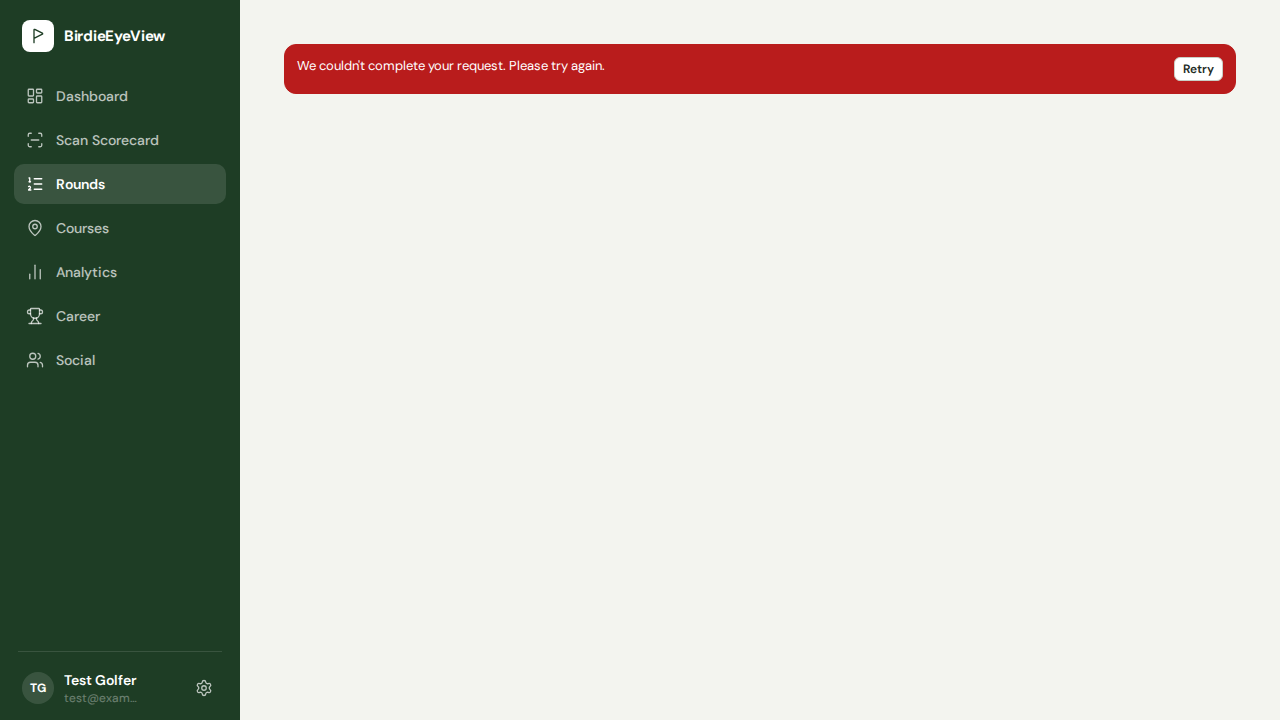 BirdieEyeView
Dashboard
Scan Scorecard
Rounds
Courses
Analytics
Career
Social
TG
Test Golfer
test@exam...
We couldn't complete your request. Please try again.
Retry